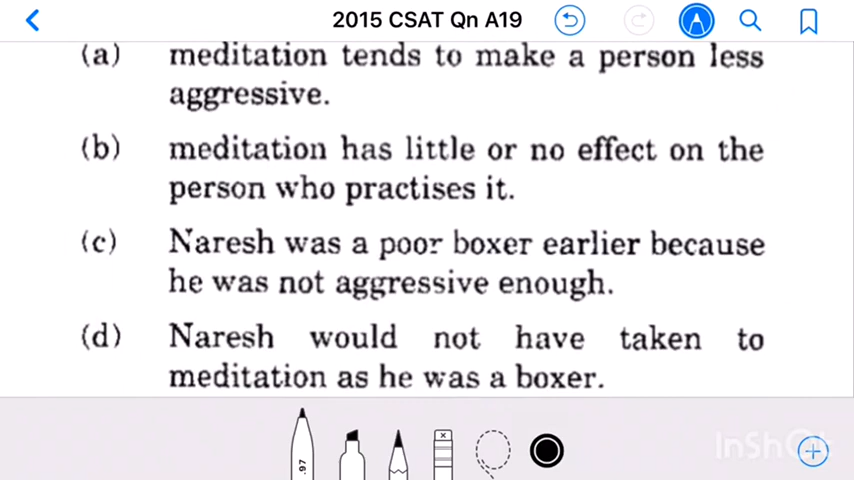 2015 CSAT Qn A19
(a) meditation tends to make a person less
aggressive.
(b) meditation has little or no effect on the
person who practises it.
(c) Naresh was a poor boxer earlier because
he was not aggressive enough.
(d) Naresh would not have taken to
meditation as he was a boxer.
.97
InShOt